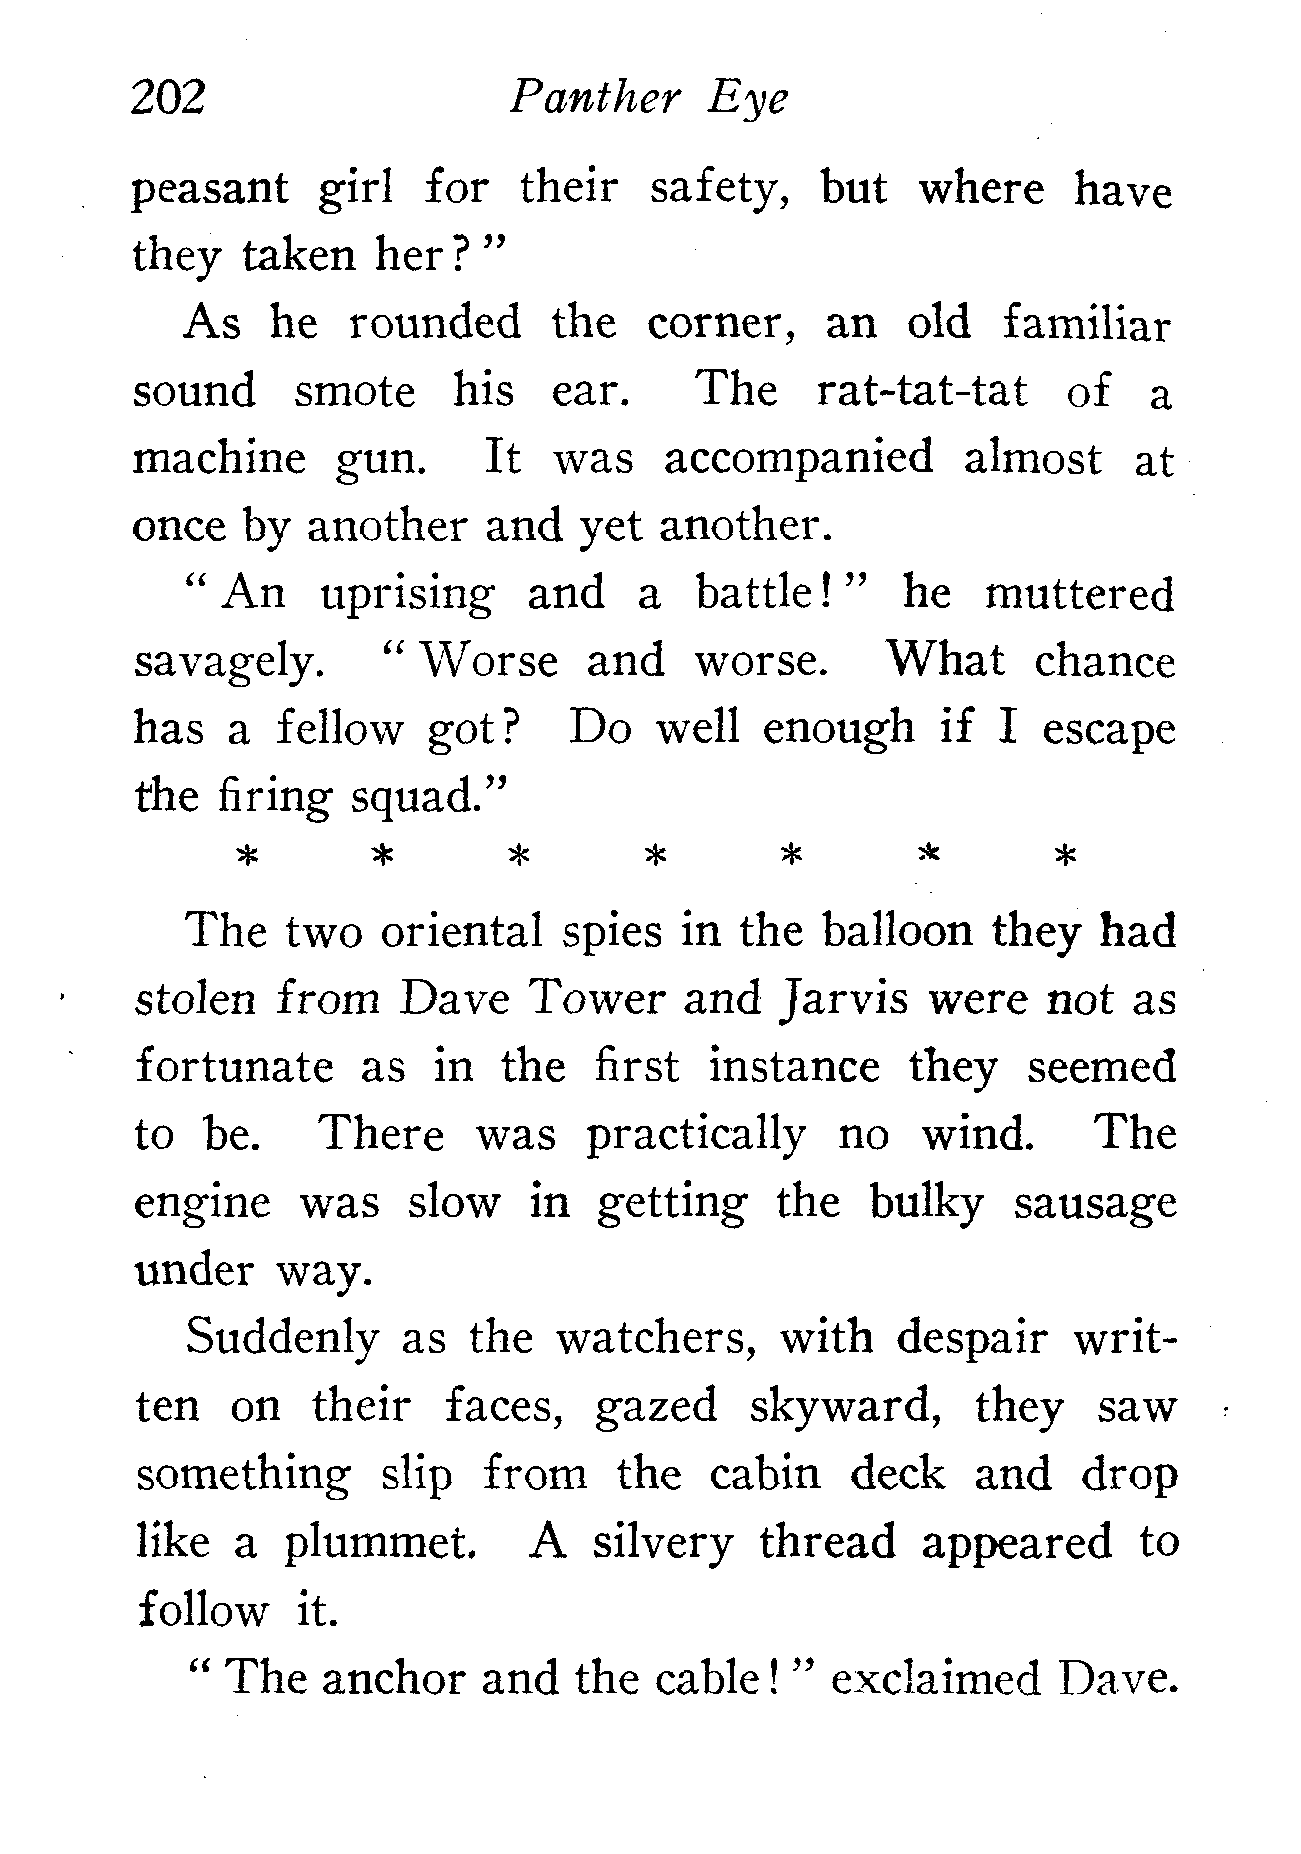 202 Panther Eye
peasant girl for their safety, but where have
they taken her?"
As he rounded the corner, an old familiar
sound smote his ear. The rat-tat-tat of a
machine gun. It was accompanied almost at
once by another and yet another.
"An uprising and a battle!" he muttered
savagely. "Worse and worse. What chance
has a fellow got? Do well enough if I escape
the firing squad."
* * * * * * *
The two oriental spies in the balloon they had
stolen from Dave Tower and Jarvis were not as
fortunate as in the first instance they seemed
to be. There was practically no wind. The
engine was slow in getting the bulky sausage
under way.
Suddenly as the watchers, with despair writ-
ten on their faces, gazed skyward, they saw
something slip from the cabin deck and drop
like a plummet. A silvery thread appeared to
follow it.
"The anchor and the cable!" exclaimed Dave.